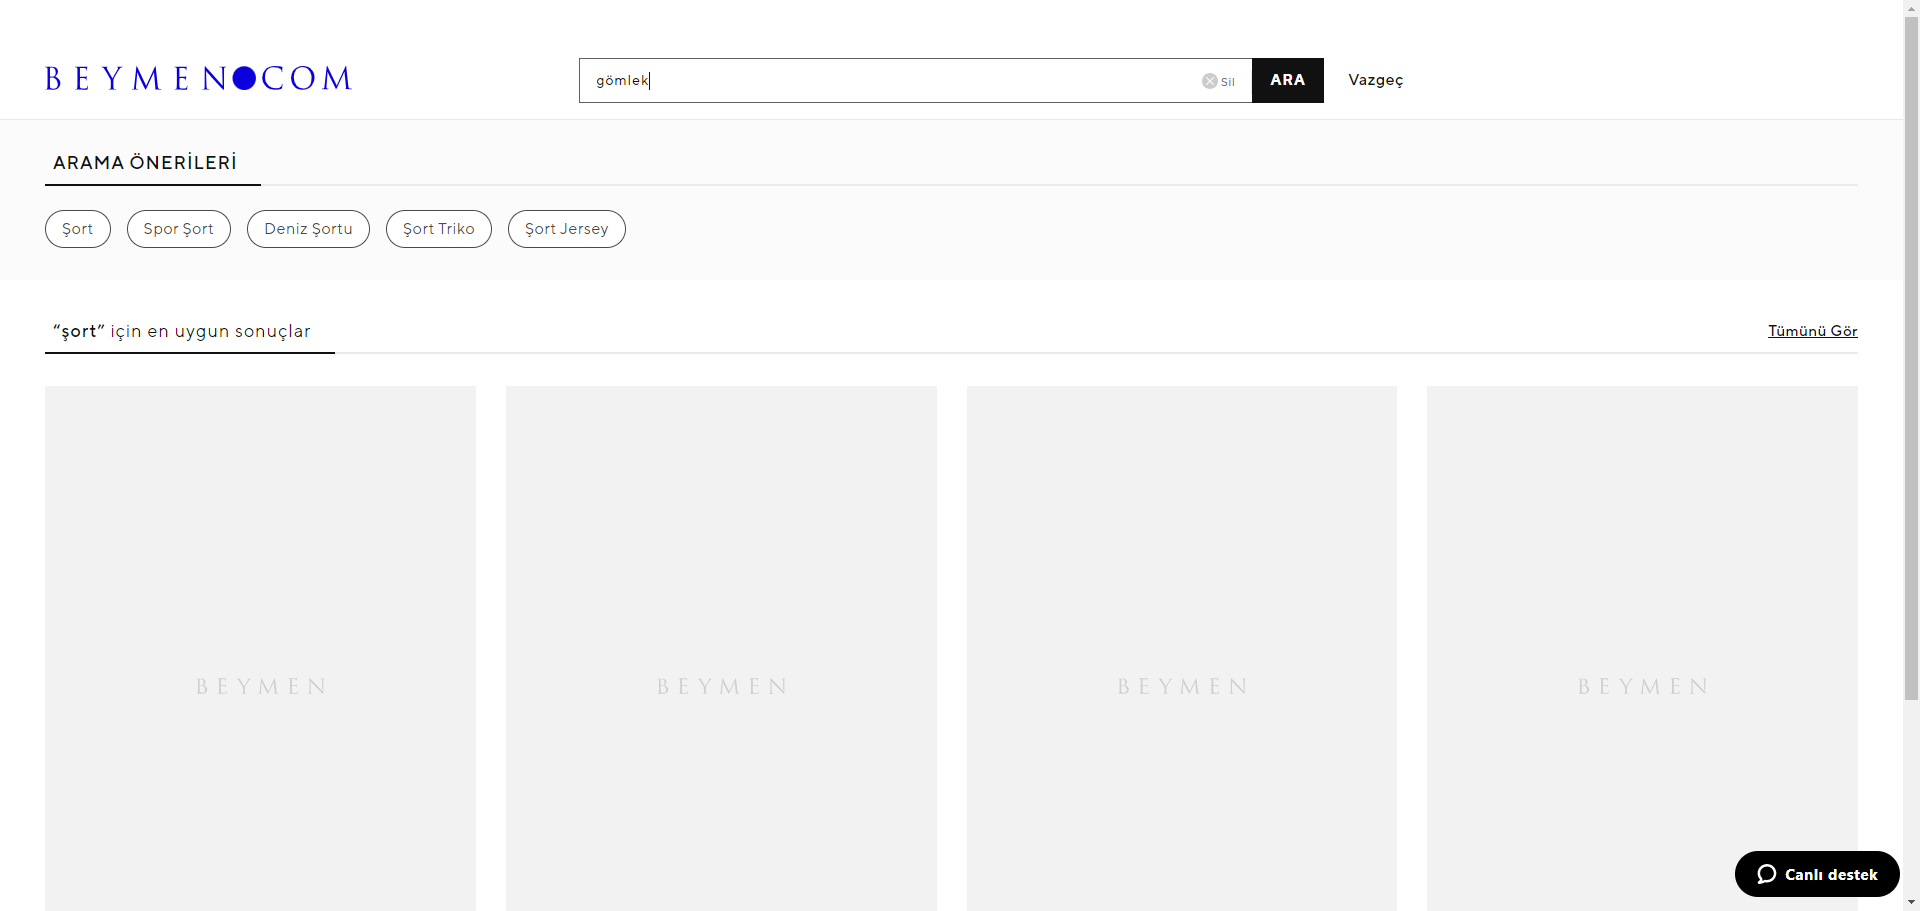 BEYMEN●COM
gömlek
Sil
ARA
Vazgeç
ARAMA ÖNERİLERİ
Şort
Spor Şort
Deniz Şortu
Şort Triko
Şort Jersey
“şort” için en uygun sonuçlar
Tümünü Gör
BEYMEN
BEYMEN
BEYMEN
BEYMEN
Canlı destek